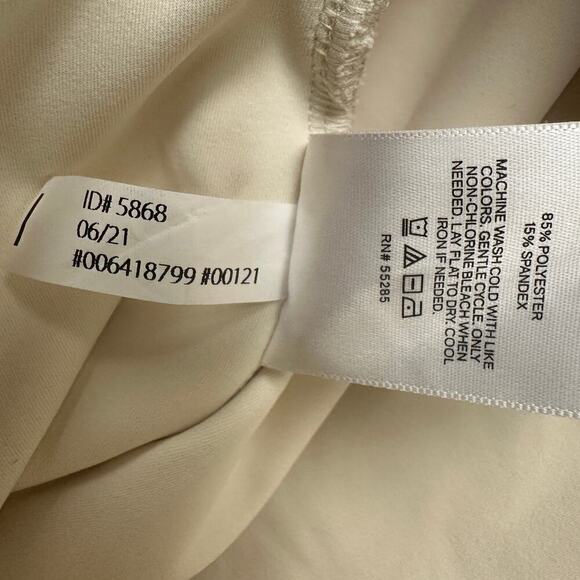 ID# 5868
06/21
#006418799 #00121
85% POLYESTER
15% SPANDEX
MACHINE WASH COLD WITH LIKE
COLORS. GENTLE CYCLE. ONLY
NON-CHLORINE BLEACH WHEN
NEEDED. LAY FLAT TO DRY. COOL
IRON IF NEEDED.
RN# 55285